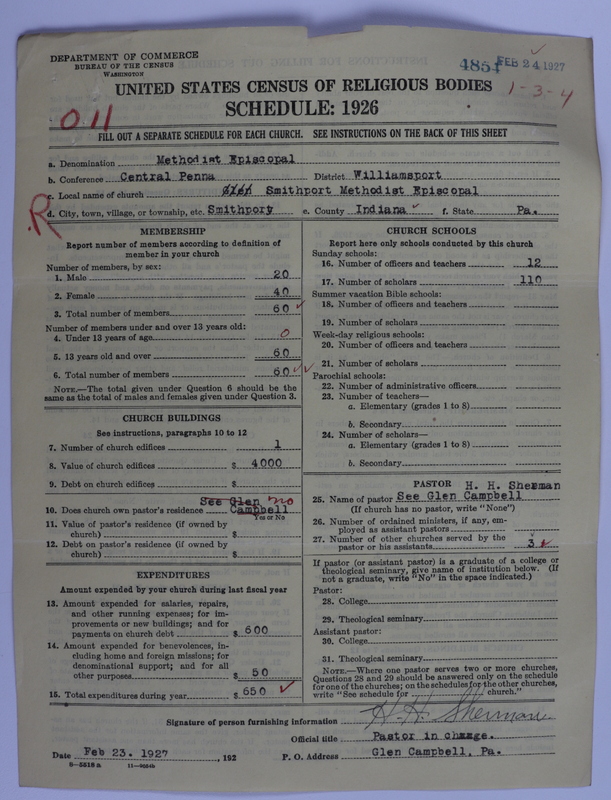 DEPARTMENT OF COMMERCE
BUREAU OF THE CENSUS
WASHINGTON
4854 FEB 24 1927
UNITED STATES CENSUS OF RELIGIOUS BODIES
1-3-4
SCHEDULE: 1926
011
FILL OUT A SEPARATE SCHEDULE FOR EACH CHURCH. SEE INSTRUCTIONS ON THE BACK OF THIS SHEET
a. Denomination Methodist Episcopal
b. Conference Central Penna District Williamsport
c. Local name of church Smithport Methodist Episcopal
R
d. City, town, village, or township, etc. Smithport e. County Indiana f. State Pa.
MEMBERSHIP
Report number of members according to definition of
member in your church
Number of members, by sex:
1. Male 20
2. Female 40
3. Total number of members 60
Number of members under and over 13 years old:
4. Under 13 years of age 0
5. 13 years old and over 60
6. Total number of members 60
NOTE.—The total given under Question 6 should be the
same as the total of males and females given under Question 3.
CHURCH BUILDINGS
See instructions, paragraphs 10 to 12
7. Number of church edifices 1
8. Value of church edifices $ 4000
9. Debt on church edifices $
See Glen no
10. Does church own pastor's residence Campbell
Yes or No
11. Value of pastor's residence (if owned by
church) $
12. Debt on pastor's residence (if owned by
church) $
EXPENDITURES
Amount expended by your church during last fiscal year
13. Amount expended for salaries, repairs,
and other running expenses; for im-
provements or new buildings; and for
payments on church debt $ 600
14. Amount expended for benevolences, in-
cluding home and foreign missions; for
denominational support; and for all
other purposes $ 50
15. Total expenditures during year $ 650
CHURCH SCHOOLS
Report here only schools conducted by this church
Sunday schools:
16. Number of officers and teachers 12
17. Number of scholars 110
Summer vacation Bible schools:
18. Number of officers and teachers
19. Number of scholars
Week-day religious schools:
20. Number of officers and teachers
21. Number of scholars
Parochial schools:
22. Number of administrative officers
23. Number of teachers—
a. Elementary (grades 1 to 8)
b. Secondary
24. Number of scholars—
a. Elementary (grades 1 to 8)
b. Secondary
PASTOR H. H. Sherman
25. Name of pastor See Glen Campbell
(If church has no pastor, write "None")
26. Number of ordained ministers, if any, em-
ployed as assistant pastors
27. Number of other churches served by the
pastor or his assistants 3
If pastor (or assistant pastor) is a graduate of a college or
theological seminary, give name of institution below. (If
not a graduate, write "No" in the space indicated.)
Pastor:
28. College
29. Theological seminary
Assistant pastor:
30. College
31. Theological seminary
NOTE.—Where one pastor serves two or more churches,
Questions 28 and 29 should be answered only on the schedule
for one of the churches; on the schedules for the other churches,
write "See schedule for church."
Signature of person furnishing information H. H. Sherman
Official title Pastor in charge.
Date Feb 23. 1927, 192 P. O. Address Glen Campbell, Pa.